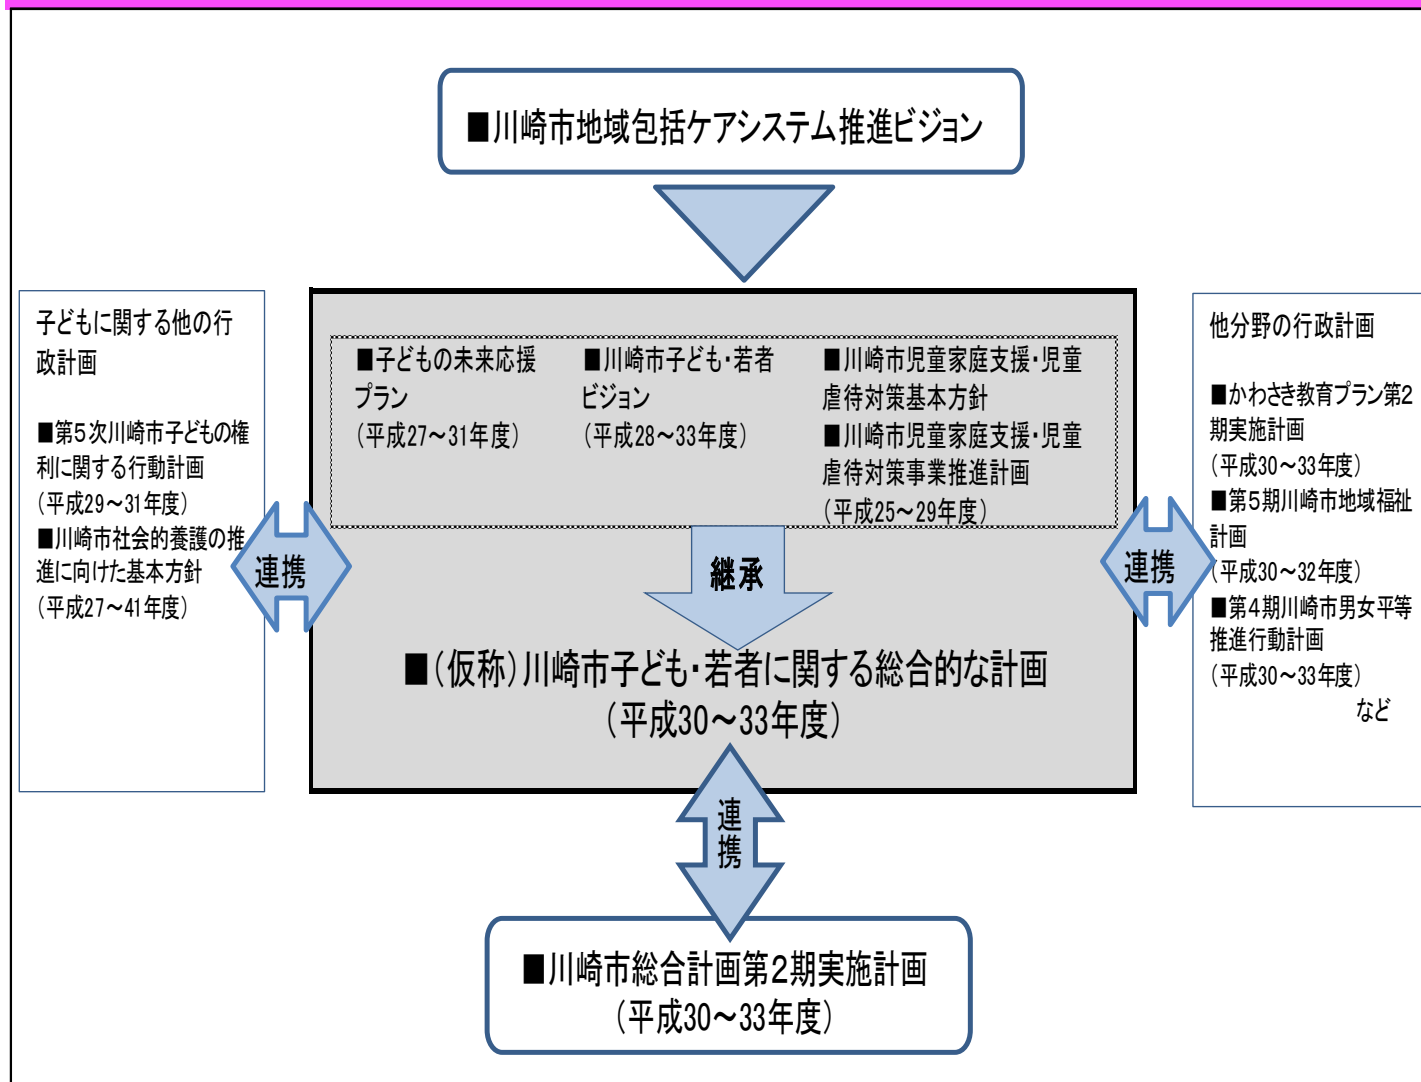 ■川崎市地域包括ケアシステム推進ビジョン
子どもに関する他の行
政計画
■第5次川崎市子どもの権
利に関する行動計画
(平成29～31年度)
■川崎市社会的養護の推
進に向けた基本方針
(平成27～41年度)
連携
■子どもの未来応援
プラン
(平成27～31年度)
■川崎市子ども・若者
ビジョン
(平成28～33年度)
■川崎市児童家庭支援・児童
虐待対策基本方針
■川崎市児童家庭支援・児童
虐待対策事業推進計画
(平成25～29年度)
継承
■(仮称)川崎市子ども・若者に関する総合的な計画
(平成30～33年度)
連携
他分野の行政計画
■かわさき教育プラン第2
期実施計画
(平成30～33年度)
■第5期川崎市地域福祉
計画
(平成30～32年度)
■第4期川崎市男女平等
推進行動計画
(平成30～33年度)
など
連
携
■川崎市総合計画第2期実施計画
(平成30～33年度)